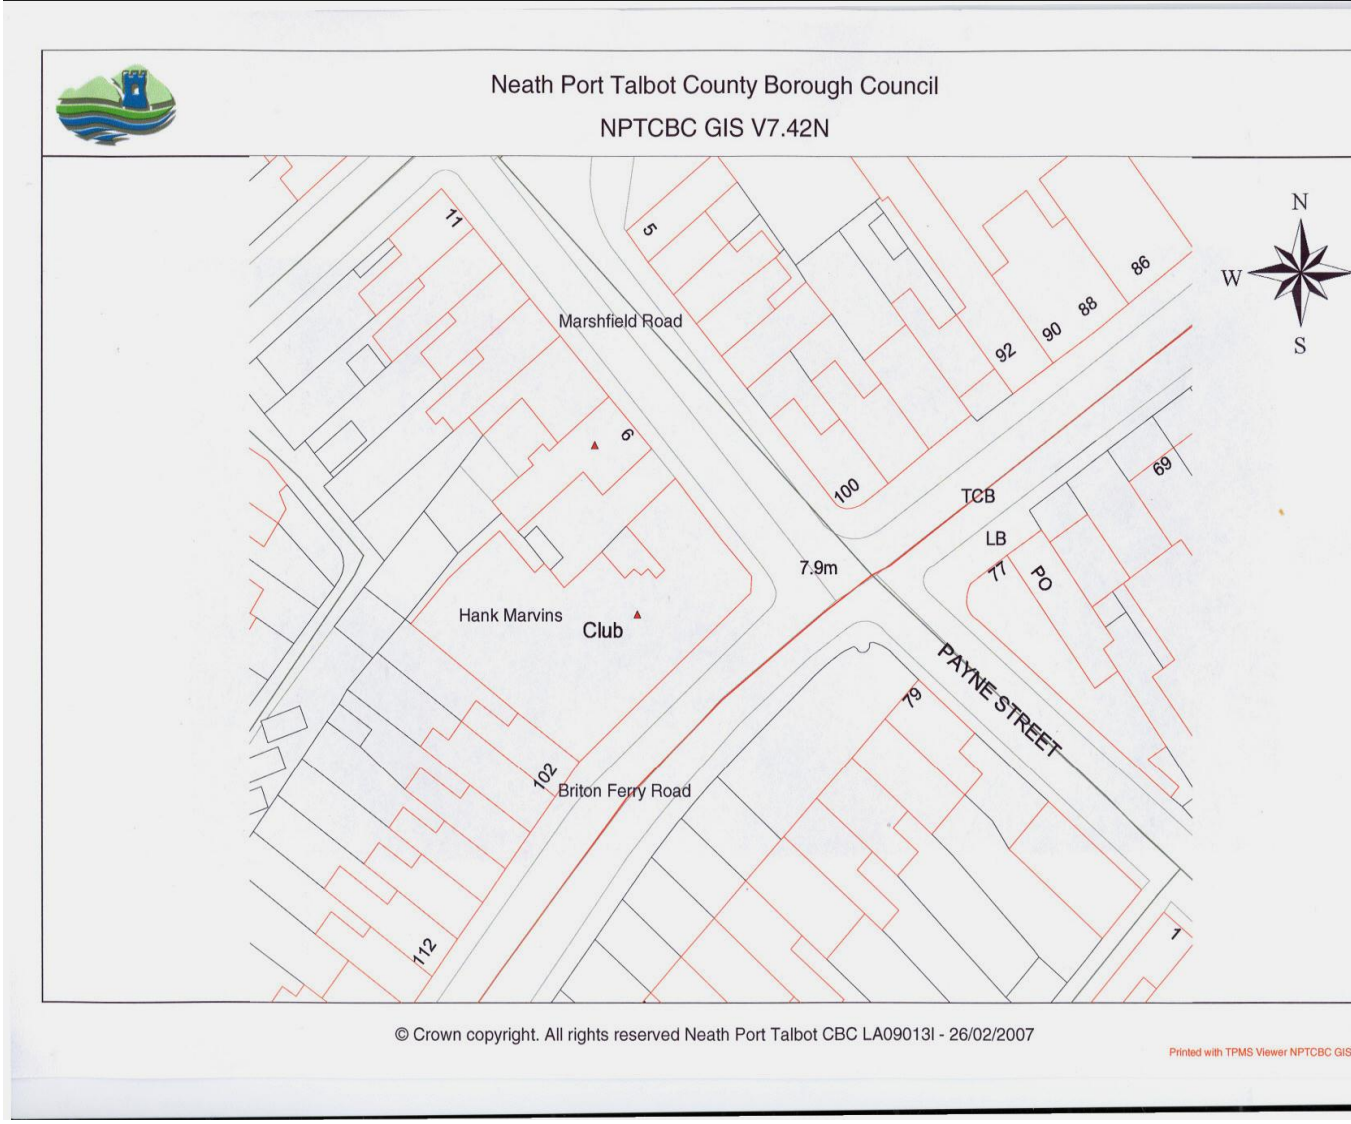 Neath Port Talbot County Borough Council
NPTCBC GIS V7.42N
N
W
S
11
5
86
88
90
92
Marshfield Road
6
69
100
TCB
LB
77
PO
7.9m
Hank Marvins
Club
PAYNE STREET
79
102
Briton Ferry Road
112
1
© Crown copyright. All rights reserved Neath Port Talbot CBC LA09013l - 26/02/2007
Printed with TPMS Viewer NPTCBC GIS